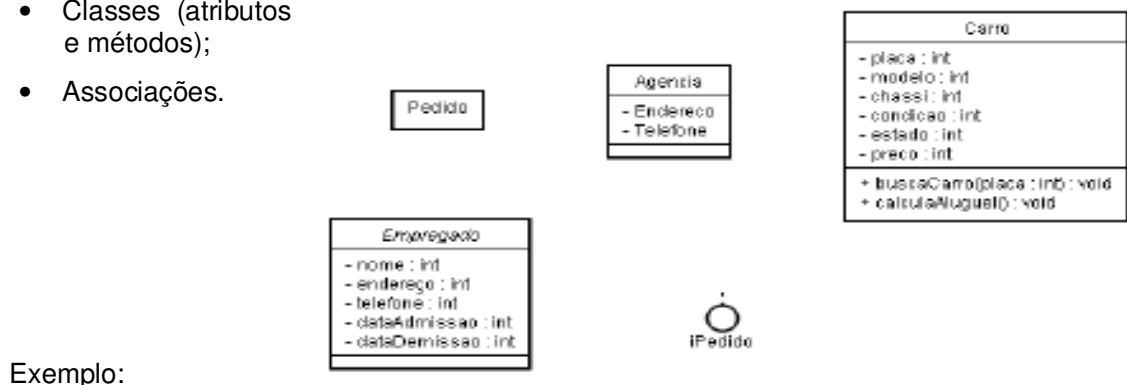 • Classes (atributos
e métodos);
• Associações.
Pedido
Agencia
- Endereco
- Telefone
Carro
- placa : int
- modelo : int
- chassi : int
- condicao : int
- estado : int
- preco : int
+ buscaCarro(placa : int) : void
+ calculaAluguel() : void
Empregado
- nome : int
- endereço : int
- telefone : int
- dataAdmissao : int
- dataDemissao : int
iPedido
Exemplo: